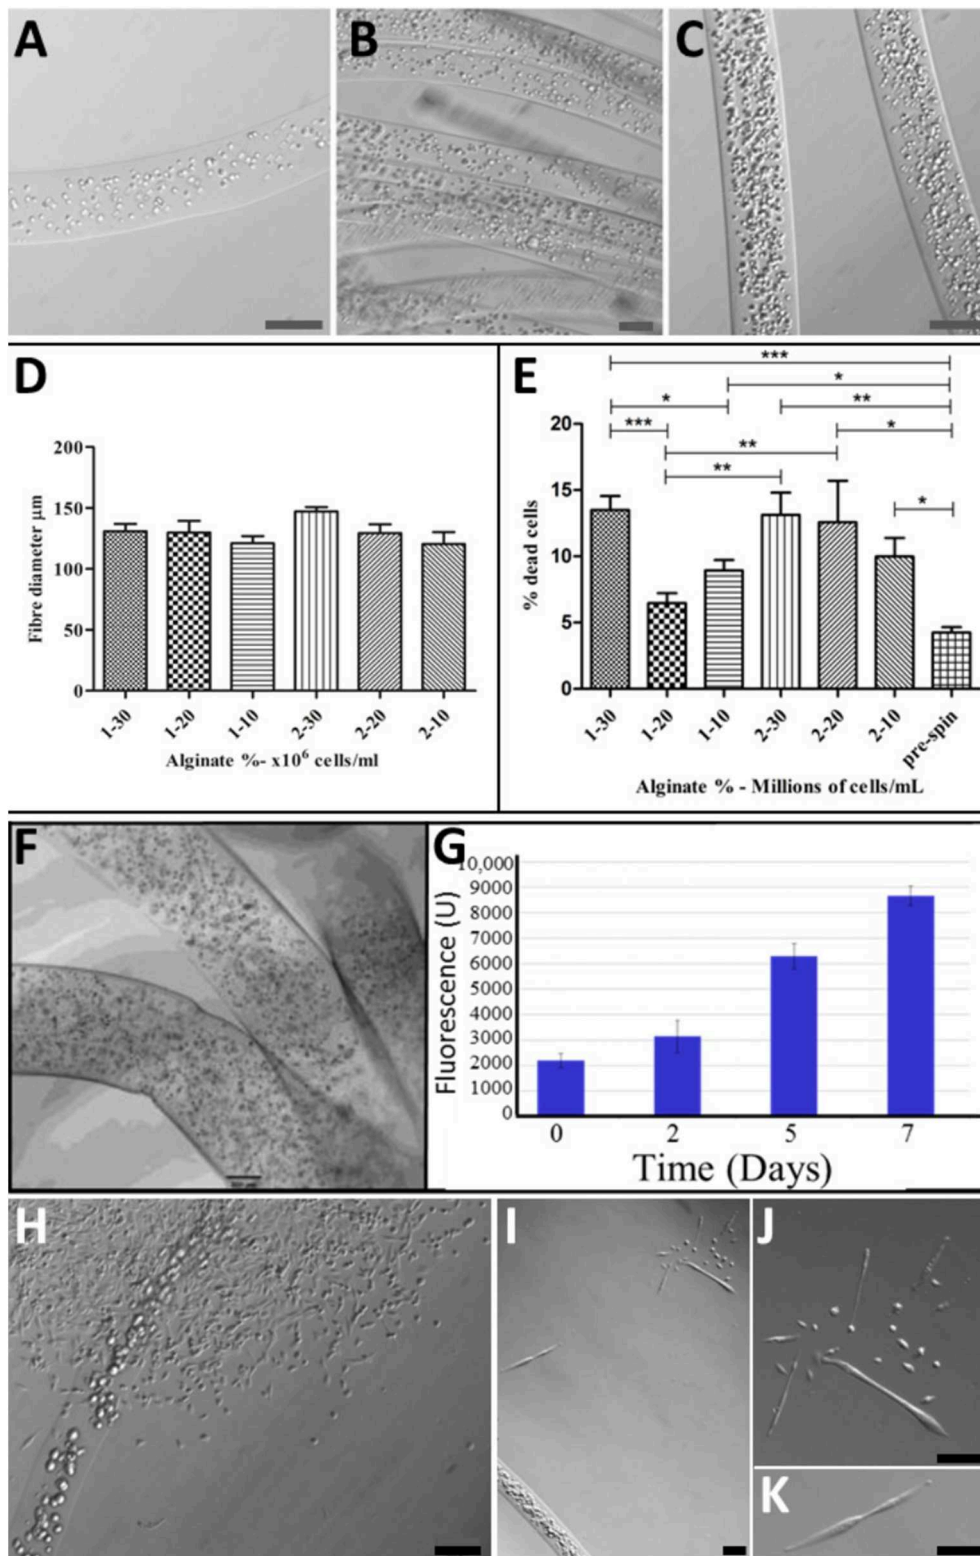 A
B
C
D
200
150
100
50
0
Fibre diameter µm
1-30
1-20
1-10
2-30
2-20
2-10
Alginate %- x10⁶ cells/ml
E
***
*
*
**
***
*
**
**
*
20
15
10
5
0
% dead cells
1-30
1-20
1-10
2-30
2-20
2-10
pre-spin
Alginate % - Millions of cells/mL
F
G
10,000
9000
8000
7000
6000
5000
4000
3000
2000
1000
0
Fluorescence (U)
0
2
5
7
Time (Days)
H
I
J
K